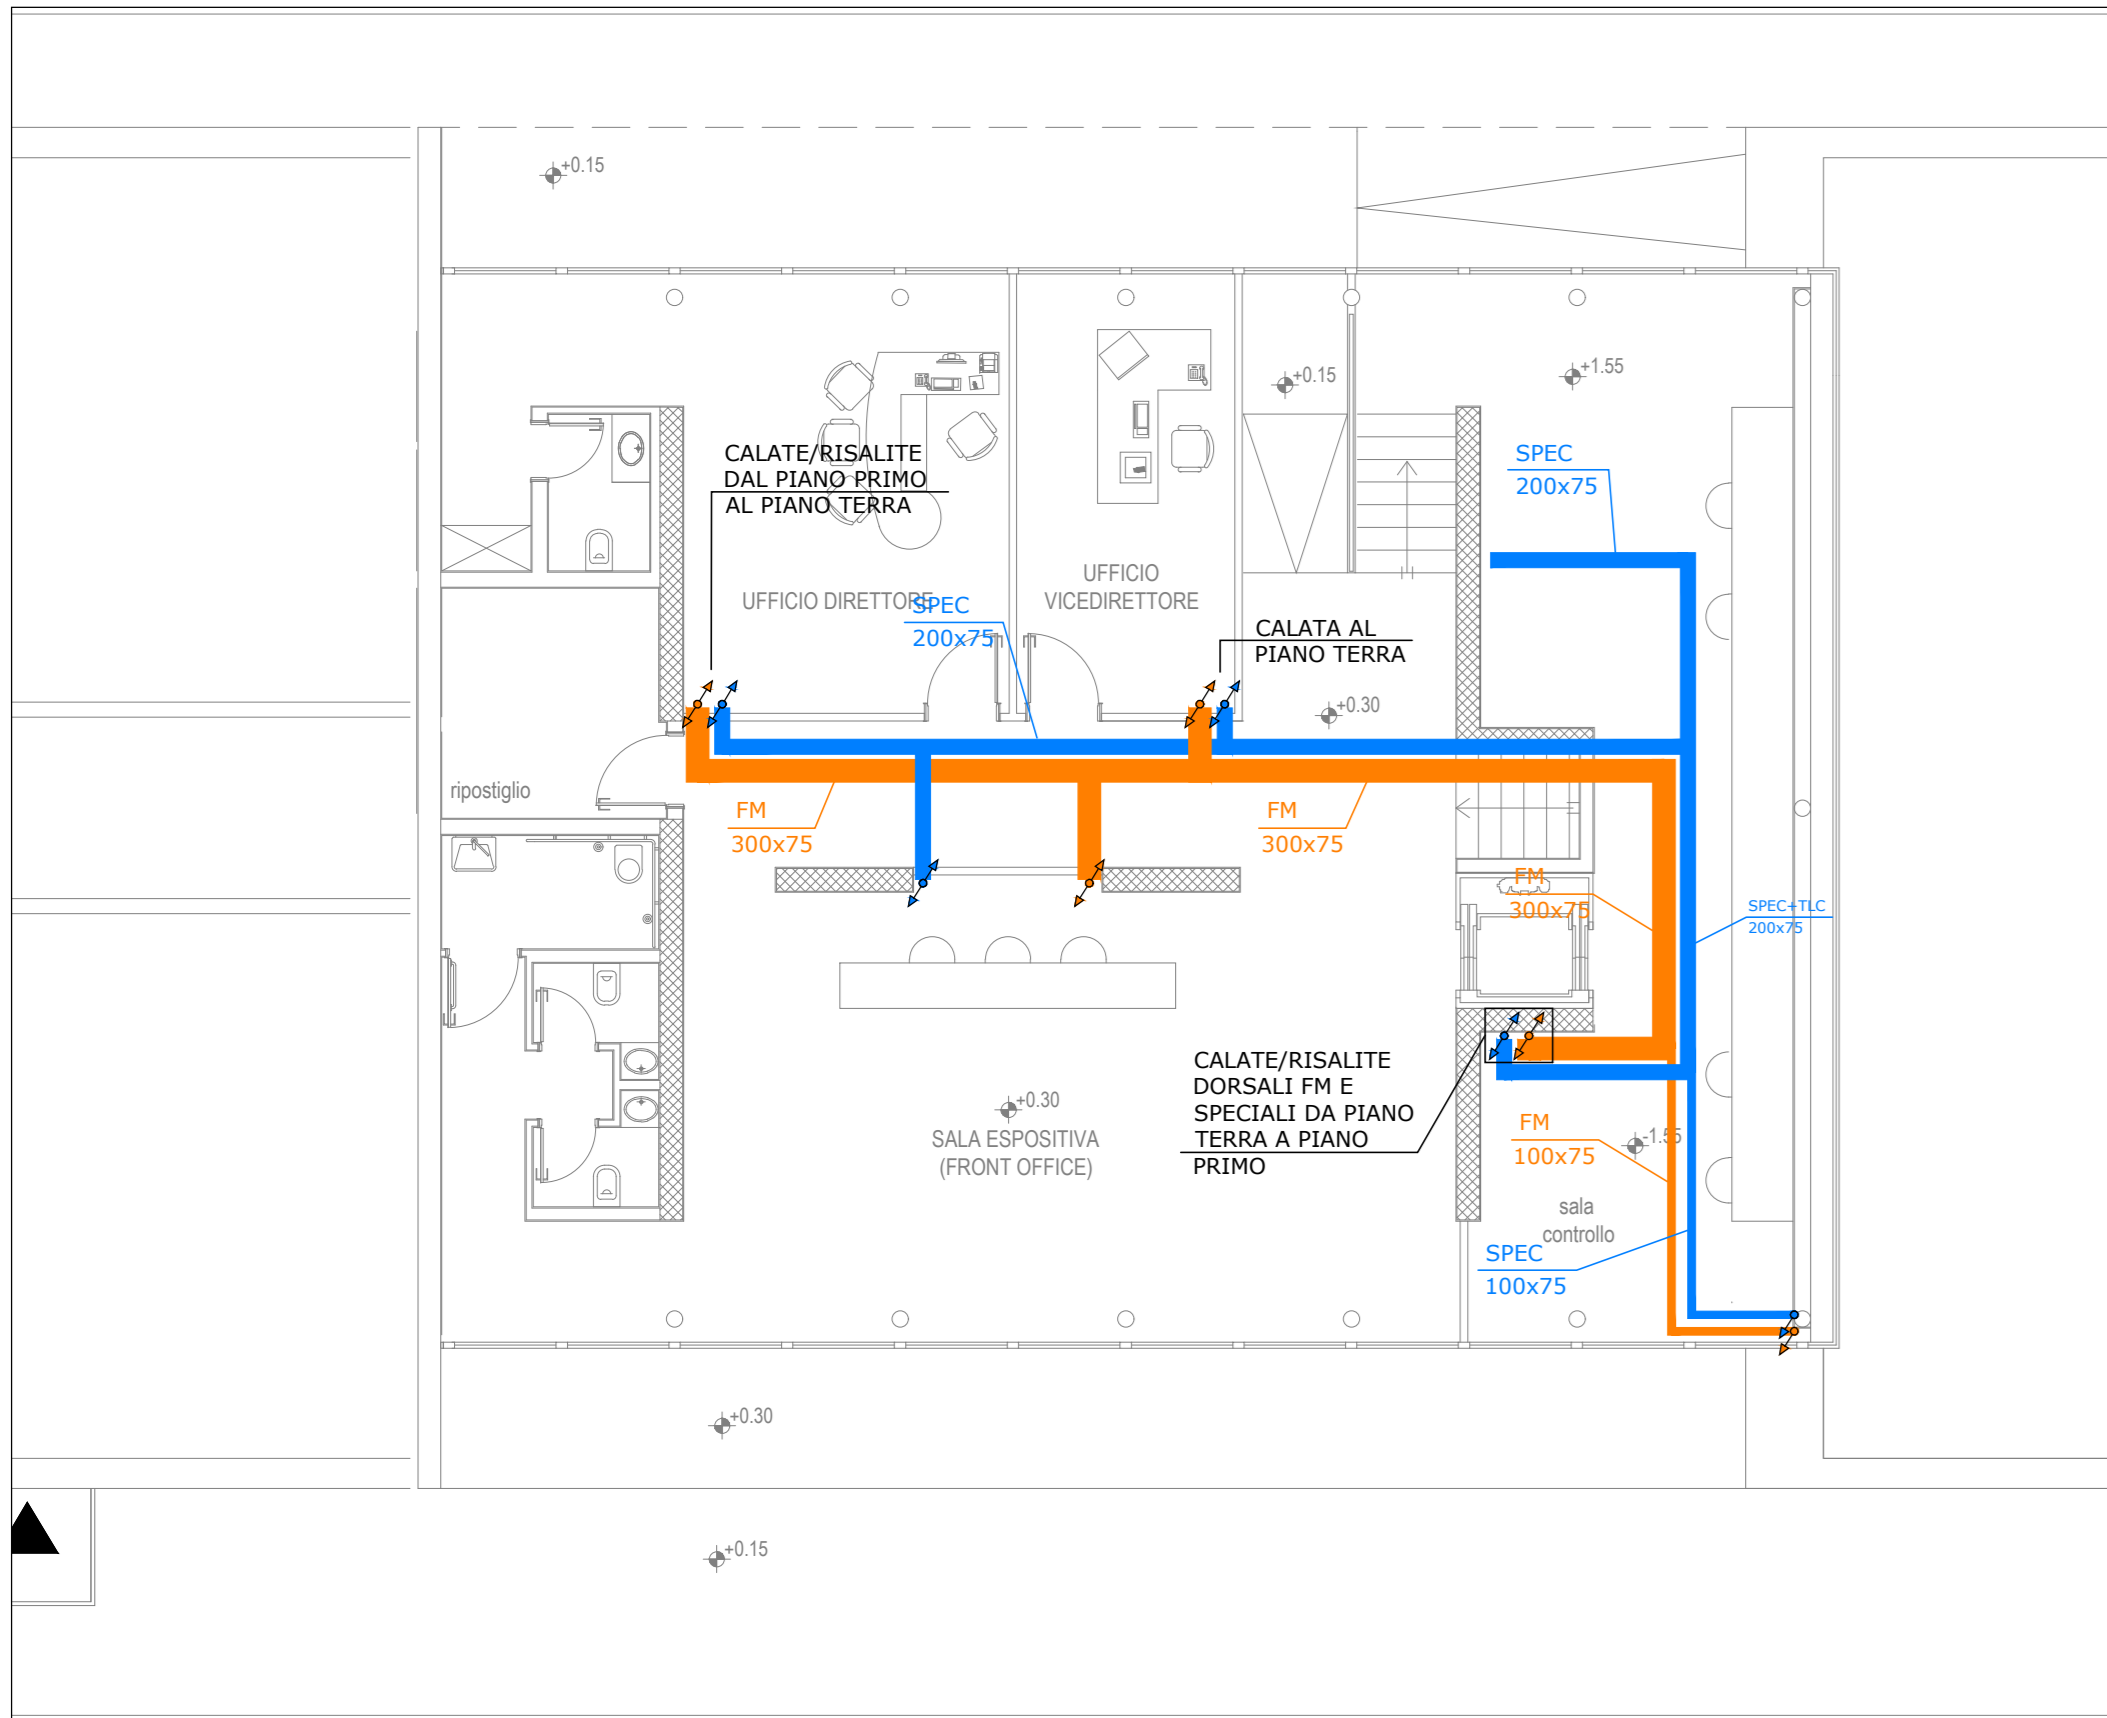 +0.15
+0.15
+1.55
CALATE/RISALITE
DAL PIANO PRIMO
AL PIANO TERRA
SPEC
200x75
UFFICIO DIRETTORE
UFFICIO
VICEDIRETTORE
SPEC
200x75
CALATA AL
PIANO TERRA
+0.30
ripostiglio
FM
300x75
FM
300x75
FM
300x75
SPEC+TLC
200x75
CALATE/RISALITE
DORSALI FM E
SPECIALI DA PIANO
TERRA A PIANO
PRIMO
+0.30
SALA ESPOSITIVA
(FRONT OFFICE)
FM
100x75
-1.55
sala
controllo
SPEC
100x75
+0.30
+0.15